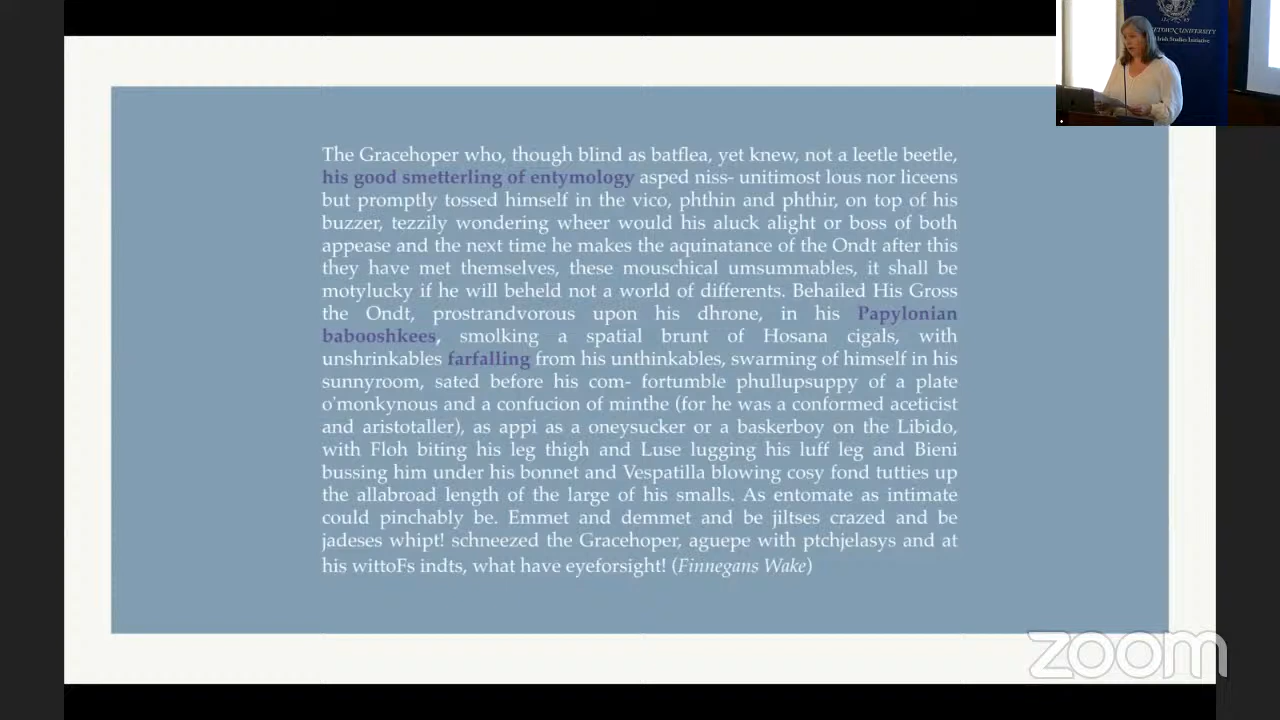 The Gracehoper who, though blind as batflea, yet knew, not a leetle beetle,
his good smetterling of entymology asped niss- unitimost lous nor liceens
but promptly tossed himself in the vico, phthin and phthir, on top of his
buzzer, tezzily wondering wheer would his aluck alight or boss of both
appease and the next time he makes the aquinatance of the Ondt after this
they have met themselves, these mouschical umsummables, it shall be
motylucky if he will beheld not a world of differents. Behailed His Gross
the Ondt, prostrandvorous upon his dhrone, in his Papylonian
babooshkees, smolking a spatial brunt of Hosana cigals, with
unshrinkables farfalling from his unthinkables, swarming of himself in his
sunnyroom, sated before his com- fortumble phullupsuppy of a plate
o'monkynous and a confucion of minthe (for he was a conformed aceticist
and aristotaller), as appi as a oneysucker or a baskerboy on the Libido,
with Floh biting his leg thigh and Luse lugging his luff leg and Bieni
bussing him under his bonnet and Vespatilla blowing cosy fond tutties up
the allabroad length of the large of his smalls. As entomate as intimate
could pinchably be. Emmet and demmet and be jiltses crazed and be
jadeses whipt! schneezed the Gracehoper, aguepe with ptchjelasys and at
his wittoFs indts, what have eyeforsight! (Finnegans Wake)
UNIVERSITY
Irish Studies Initiative
zoom